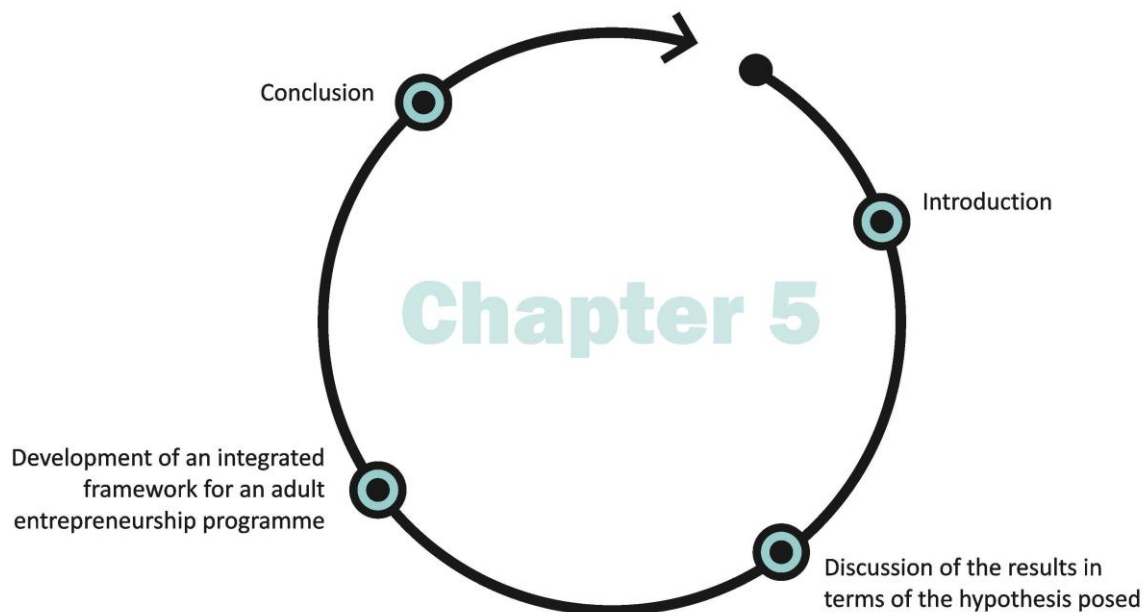 Chapter 5
Introduction
Discussion of the results in
terms of the hypothesis posed
Development of an integrated
framework for an adult
entrepreneurship programme
Conclusion